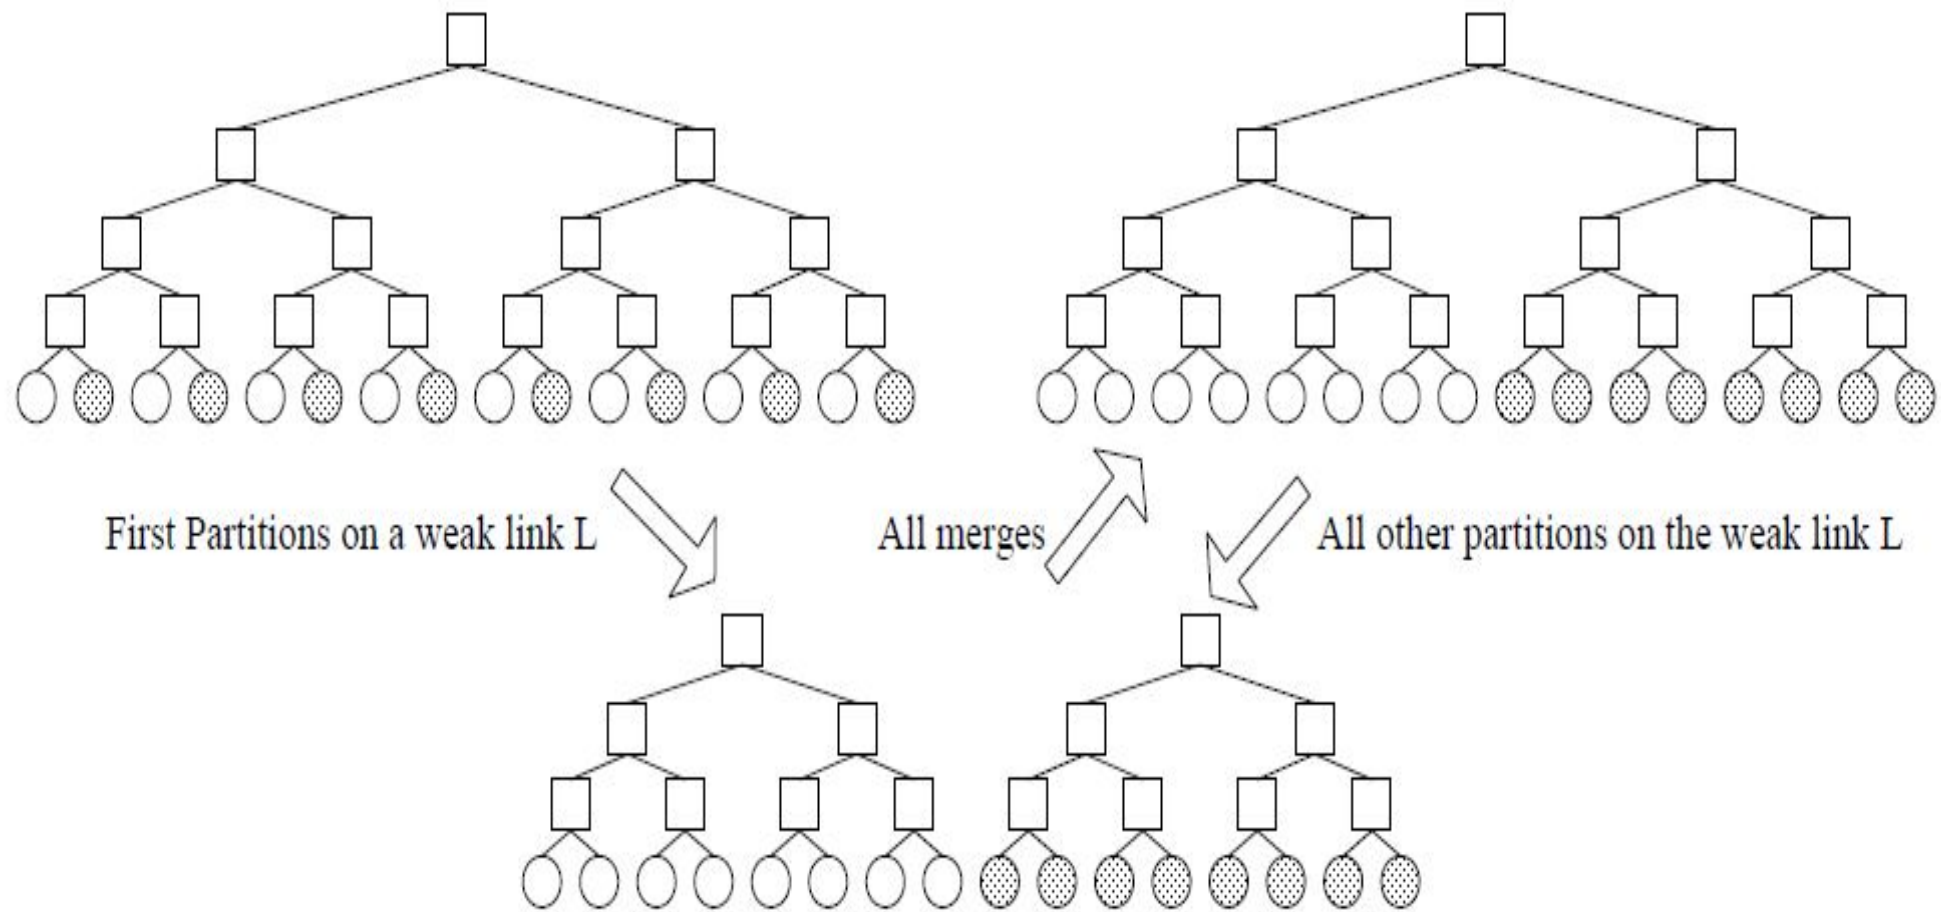 First Partitions on a weak link L
All merges
All other partitions on the weak link L